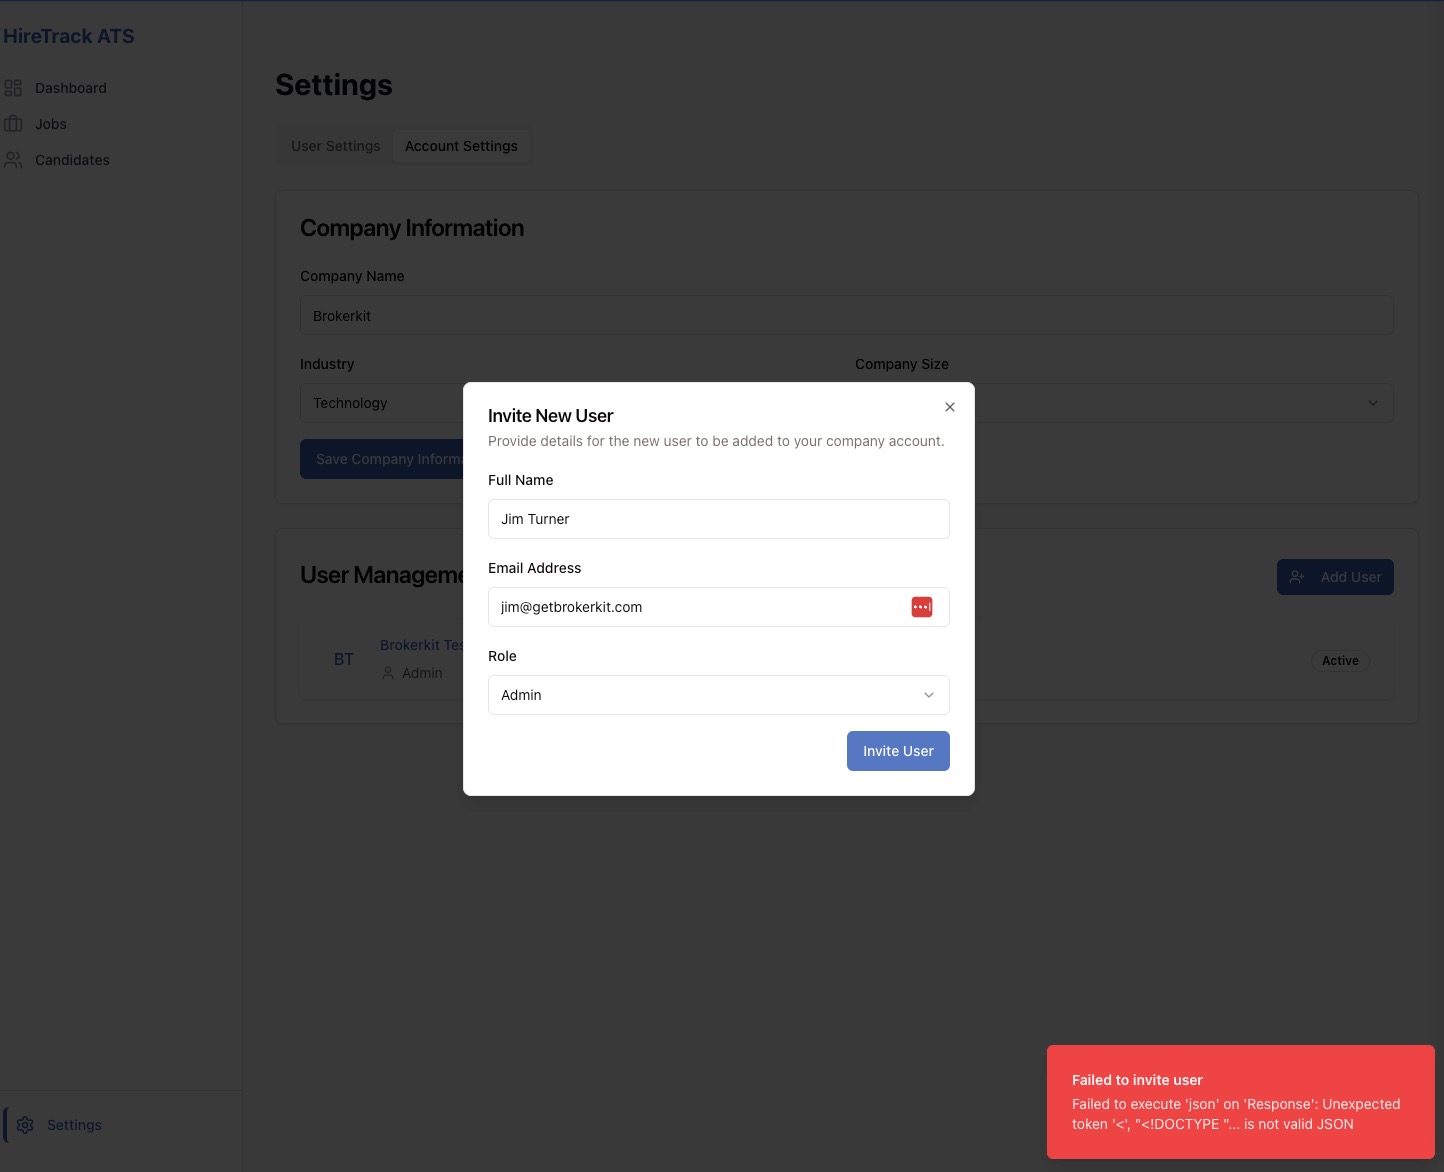 HireTrack ATS
Dashboard
Jobs
Candidates
Settings
User Settings
Account Settings
Company Information
Company Name
Brokerkit
Industry
Company Size
Technology
Save Company Informa
User Manageme
Add User
BT
Brokerkit Tes
Admin
Active
Invite New User
Provide details for the new user to be added to your company account.
Full Name
Jim Turner
Email Address
jim@getbrokerkit.com
Role
Admin
Invite User
Settings
Failed to invite user
Failed to execute 'json' on 'Response': Unexpected
token '<', "<!DOCTYPE "... is not valid JSON